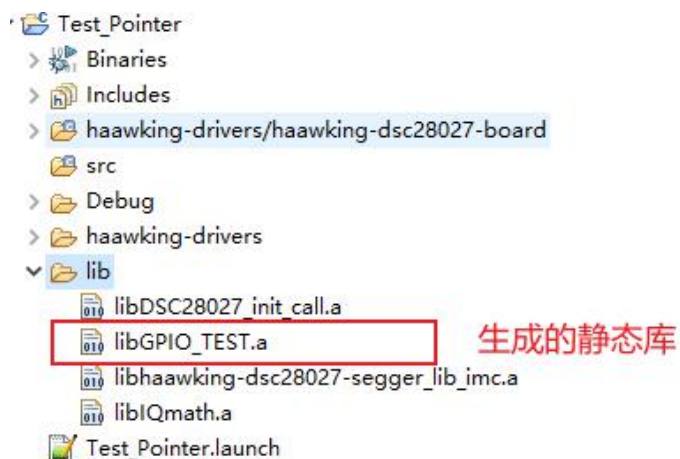 Test_Pointer
Binaries
Includes
haawking-drivers/haawking-dsc28027-board
src
Debug
haawking-drivers
lib
libDSC28027_init_call.a
libGPIO_TEST.a
生成的静态库
libhaawking-dsc28027-segger_lib_imc.a
libIQmath.a
Test_Pointer.launch